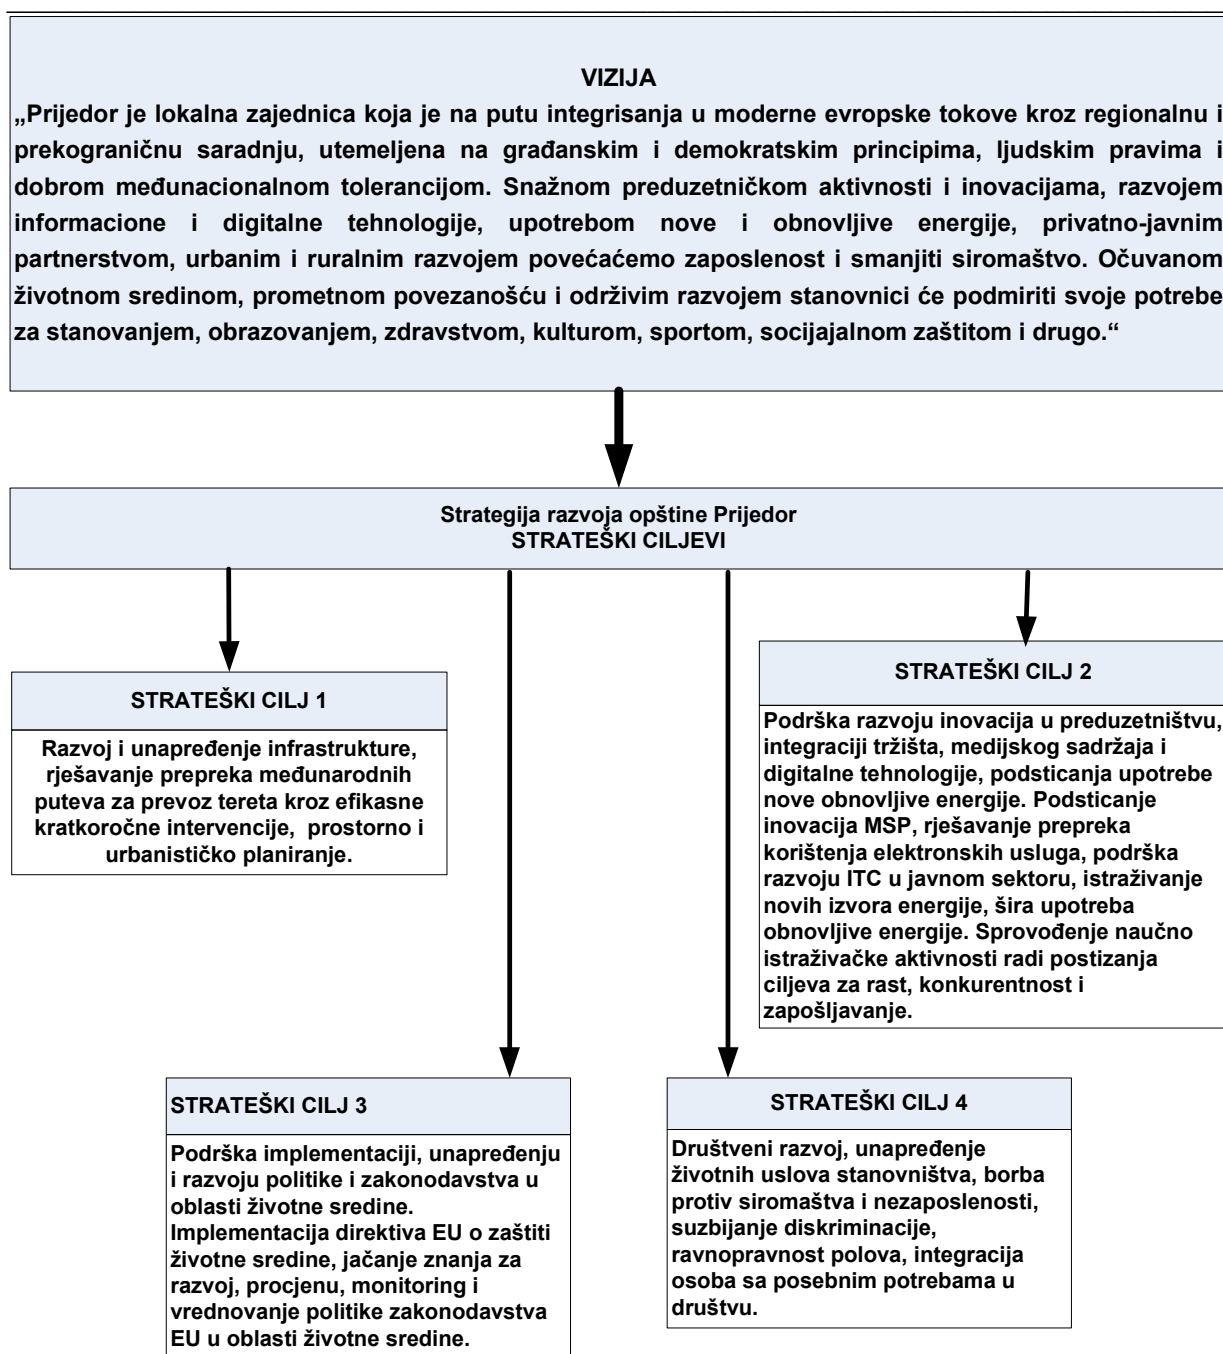 VIZIJA
„Prijedor je lokalna zajednica koja je na putu integrisanja u moderne evropske tokove kroz regionalnu i
prekograničnu saradnju, utemeljena na građanskim i demokratskim principima, ljudskim pravima i
dobrom međunacionalnom tolerancijom. Snažnom preduzetničkom aktivnosti i inovacijama, razvojem
informacione i digitalne tehnologije, upotrebom nove i obnovljive energije, privatno-javnim
partnerstvom, urbanim i ruralnim razvojem povećaćemo zaposlenost i smanjiti siromaštvo. Očuvanom
životnom sredinom, prometnom povezanošću i održivim razvojem stanovnici će podmiriti svoje potrebe
za stanovanjem, obrazovanjem, zdravstvom, kulturom, sportom, socijajalnom zaštitom i drugo.“
Strategija razvoja opštine Prijedor
STRATEŠKI CILJEVI
STRATEŠKI CILJ 1
Razvoj i unapređenje infrastrukture,
rješavanje prepreka međunarodnih
puteva za prevoz tereta kroz efikasne
kratkoročne intervencije, prostorno i
urbanističko planiranje.
STRATEŠKI CILJ 2
Podrška razvoju inovacija u preduzetništvu,
integraciji tržišta, medijskog sadržaja i
digitalne tehnologije, podsticanja upotrebe
nove obnovljive energije. Podsticanje
inovacija MSP, rješavanje prepreka
korištenja elektronskih usluga, podrška
razvoju ITC u javnom sektoru, istraživanje
novih izvora energije, šira upotreba
obnovljive energije. Sprovođenje naučno
istraživačke aktivnosti radi postizanja
ciljeva za rast, konkurentnost i
zapošljavanje.
STRATEŠKI CILJ 3
Podrška implementaciji, unapređenju
i razvoju politike i zakonodavstva u
oblasti životne sredine.
Implementacija direktiva EU o zaštiti
životne sredine, jačanje znanja za
razvoj, procjenu, monitoring i
vrednovanje politike zakonodavstva
EU u oblasti životne sredine.
STRATEŠKI CILJ 4
Društveni razvoj, unapređenje
životnih uslova stanovništva, borba
protiv siromaštva i nezaposlenosti,
suzbijanje diskriminacije,
ravnopravnost polova, integracija
osoba sa posebnim potrebama u
društvu.